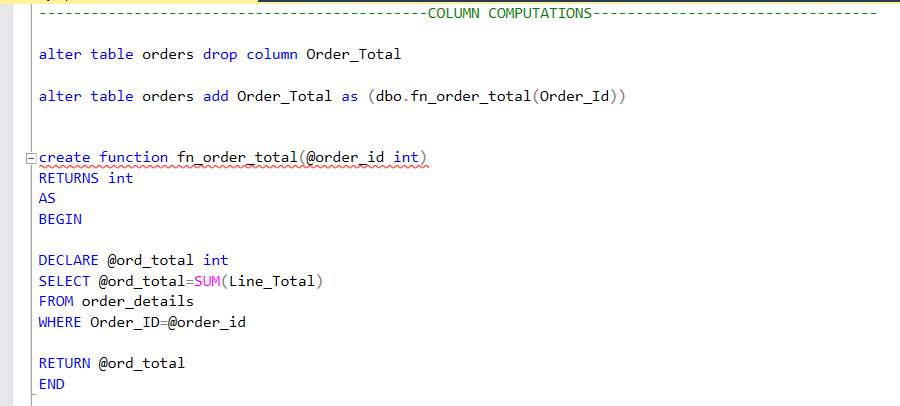 ---------------------------------------------COLUMN COMPUTATIONS---------------------------------
alter table orders drop column Order_Total
alter table orders add Order_Total as (dbo.fn_order_total(Order_Id))
create function fn_order_total(@order_id int)
RETURNS int
AS
BEGIN
DECLARE @ord_total int
SELECT @ord_total=SUM(Line_Total)
FROM order_details
WHERE Order_ID=@order_id
RETURN @ord_total
END